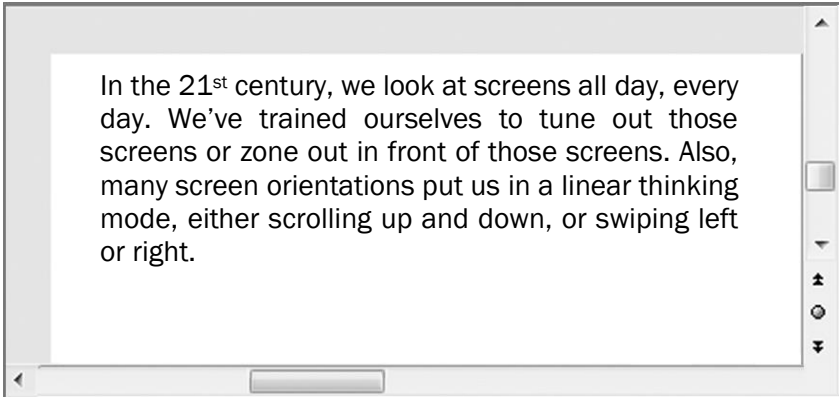 In the 21st century, we look at screens all day, every
day. We’ve trained ourselves to tune out those
screens or zone out in front of those screens. Also,
many screen orientations put us in a linear thinking
mode, either scrolling up and down, or swiping left
or right.